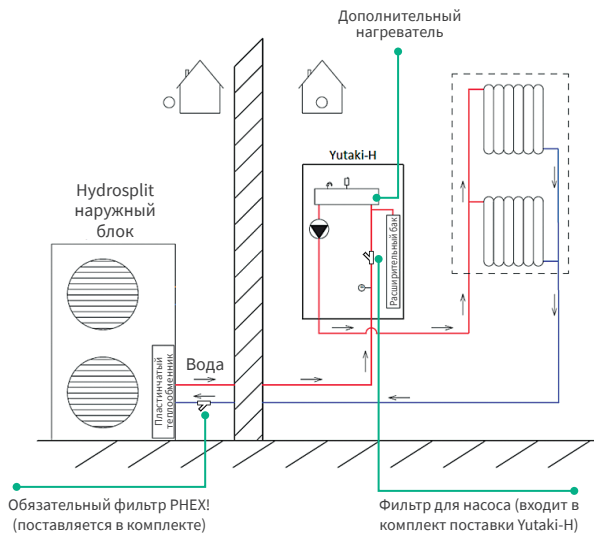 Дополнительный
нагреватель
Yutaki-H
Hydrosplit
наружный
блок
Расширительный бак
Пластинчатый
теплообменник
Вода
Обязательный фильтр PHEX!
(поставляется в комплекте)
Фильтр для насоса (входит в
комплект поставки Yutaki-H)